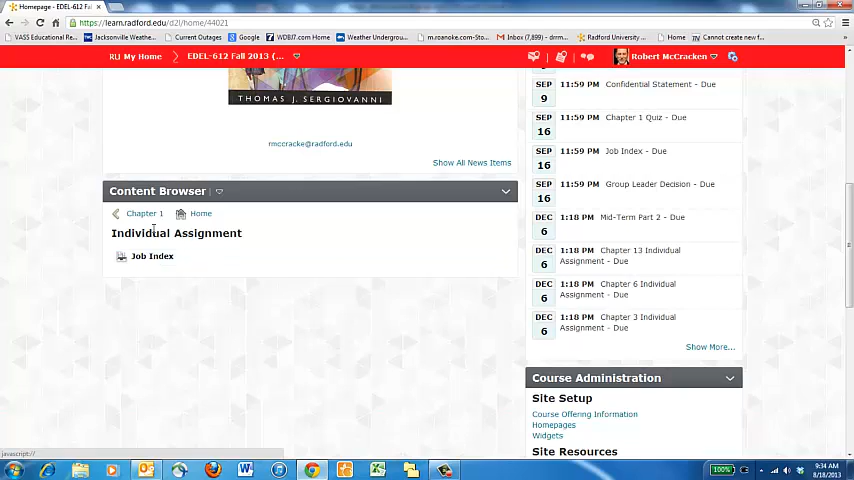 Homepage - EDEL-612 Fall
https://learn.radford.edu/d2l/home/44021
VASS Educational Re...
Jacksonville Weathe...
Current Outages
Google
WDBJ7.com Home
Weather Undergrou...
m.roanoke.com-Sto...
Inbox (7,899) - drm...
Radford University ...
Home
Cannot create new f...
RU My Home
EDEL-612 Fall 2013 (...
Robert McCracken
THOMAS J. SERGIOVANNI
rmccracke@radford.edu
Show All News Items
Content Browser
Chapter 1
Home
Individual Assignment
Job Index
SEP
9
11:59 PM Confidential Statement - Due
SEP
16
11:59 PM Chapter 1 Quiz - Due
SEP
16
11:59 PM Job Index - Due
SEP
16
11:59 PM Group Leader Decision - Due
DEC
6
1:18 PM Mid-Term Part 2 - Due
DEC
6
1:18 PM Chapter 13 Individual
Assignment - Due
DEC
6
1:18 PM Chapter 6 Individual
Assignment - Due
DEC
6
1:18 PM Chapter 3 Individual
Assignment - Due
Show More...
Course Administration
Site Setup
Course Offering Information
Homepages
Widgets
Site Resources
javascript://
100%
9:34 AM
8/18/2013